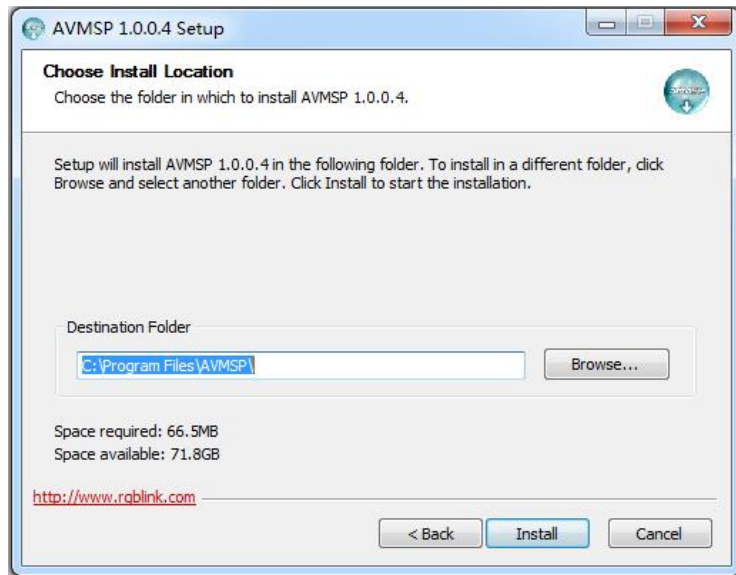 AVMSP 1.0.0.4 Setup
Choose Install Location
Choose the folder in which to install AVMSP 1.0.0.4.
Setup will install AVMSP 1.0.0.4 in the following folder. To install in a different folder, click
Browse and select another folder. Click Install to start the installation.
Destination Folder
C:\Program Files\AVMSP\
Browse...
Space required: 66.5MB
Space available: 71.8GB
http://www.rgblink.com
< Back
Install
Cancel